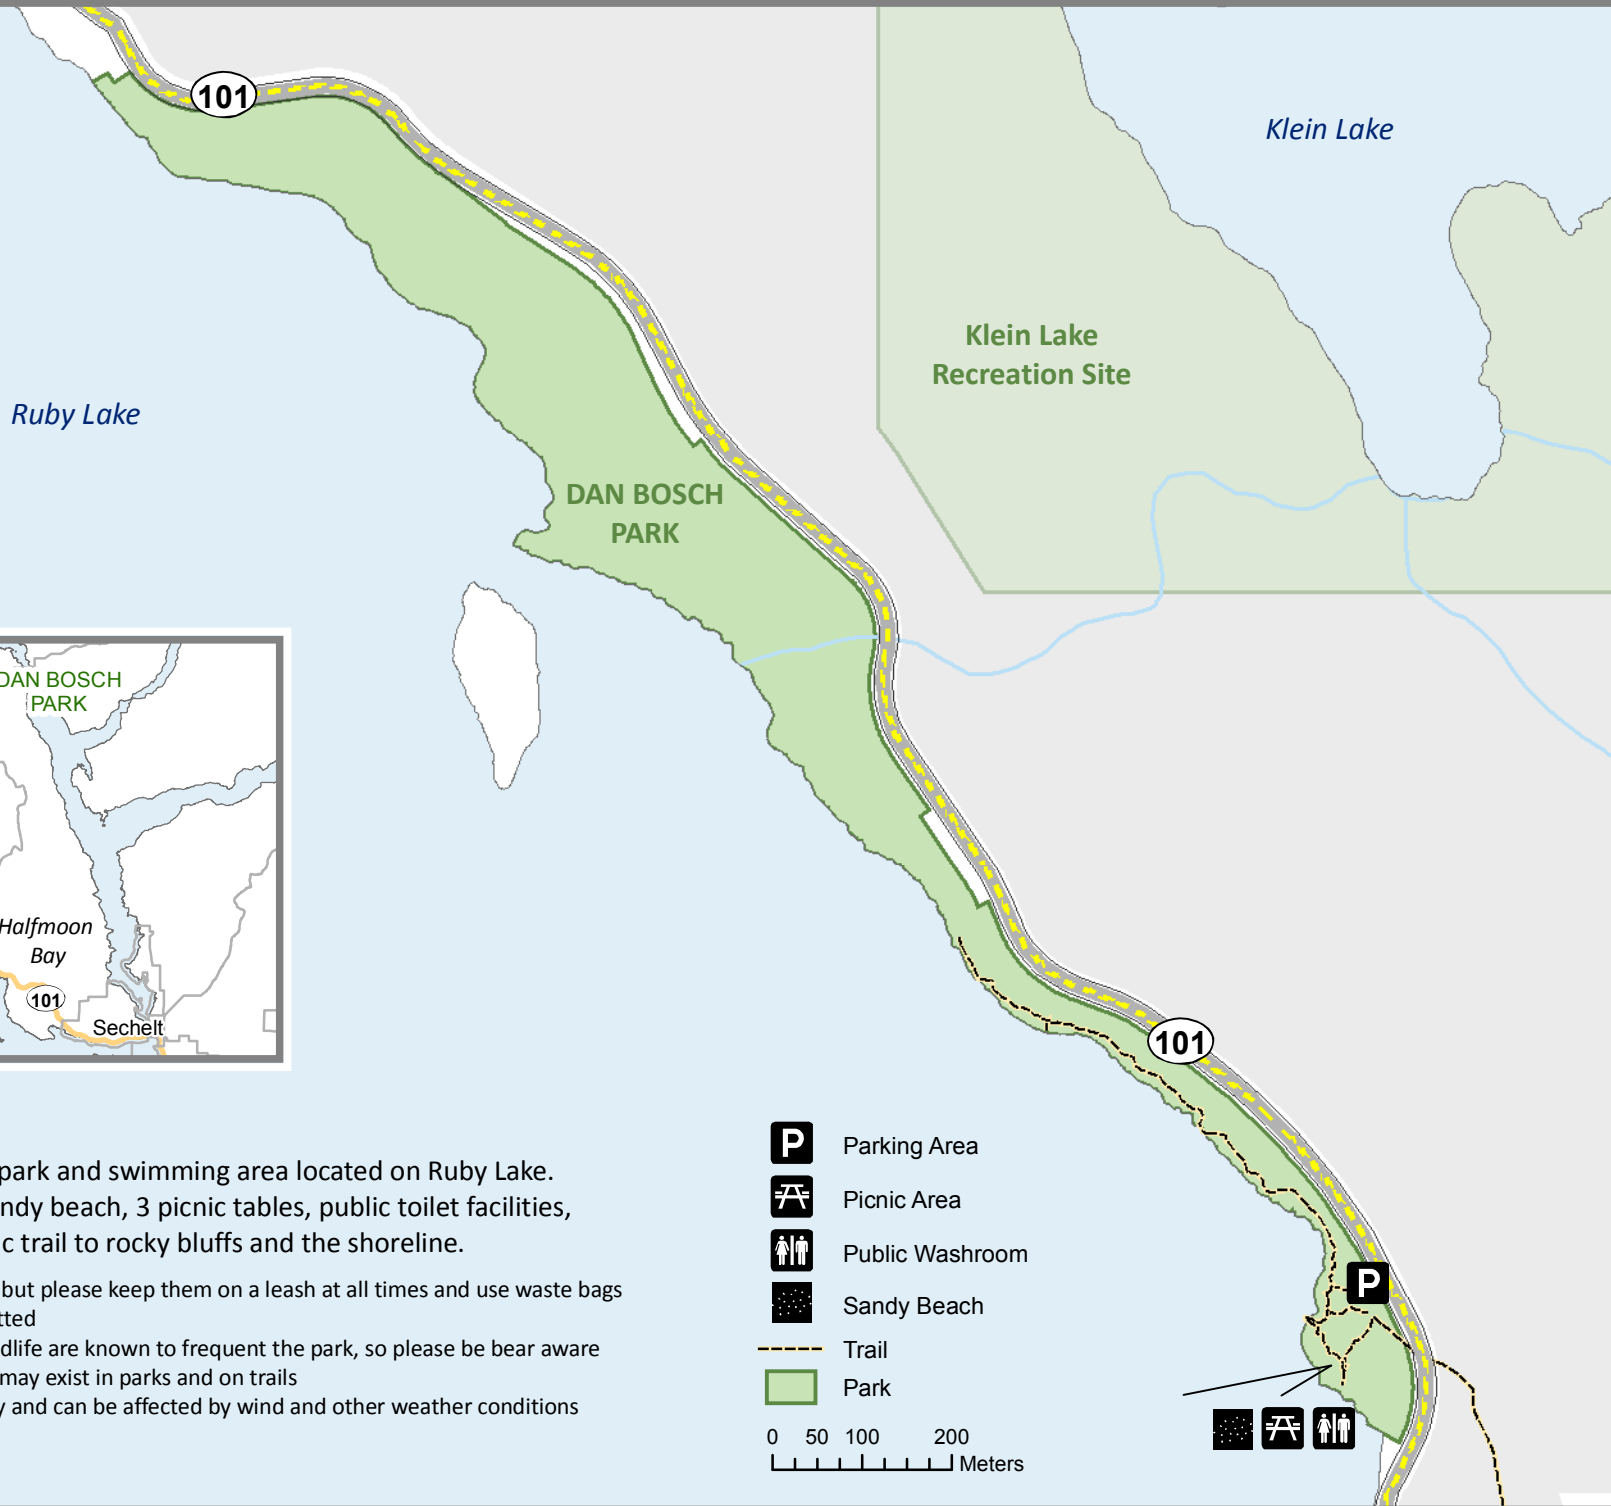 101
Klein Lake
Klein Lake
Recreation Site
Ruby Lake
DAN BOSCH
PARK
DAN BOSCH
PARK
Halfmoon
Bay
101
Sechelt
101
park and swimming area located on Ruby Lake.
ndy beach, 3 picnic tables, public toilet facilities,
c trail to rocky bluffs and the shoreline.
but please keep them on a leash at all times and use waste bags
tted
dlife are known to frequent the park, so please be bear aware
may exist in parks and on trails
y and can be affected by wind and other weather conditions
P Parking Area
Picnic Area
Public Washroom
Sandy Beach
Trail
Park
0 50 100 200
Meters
P